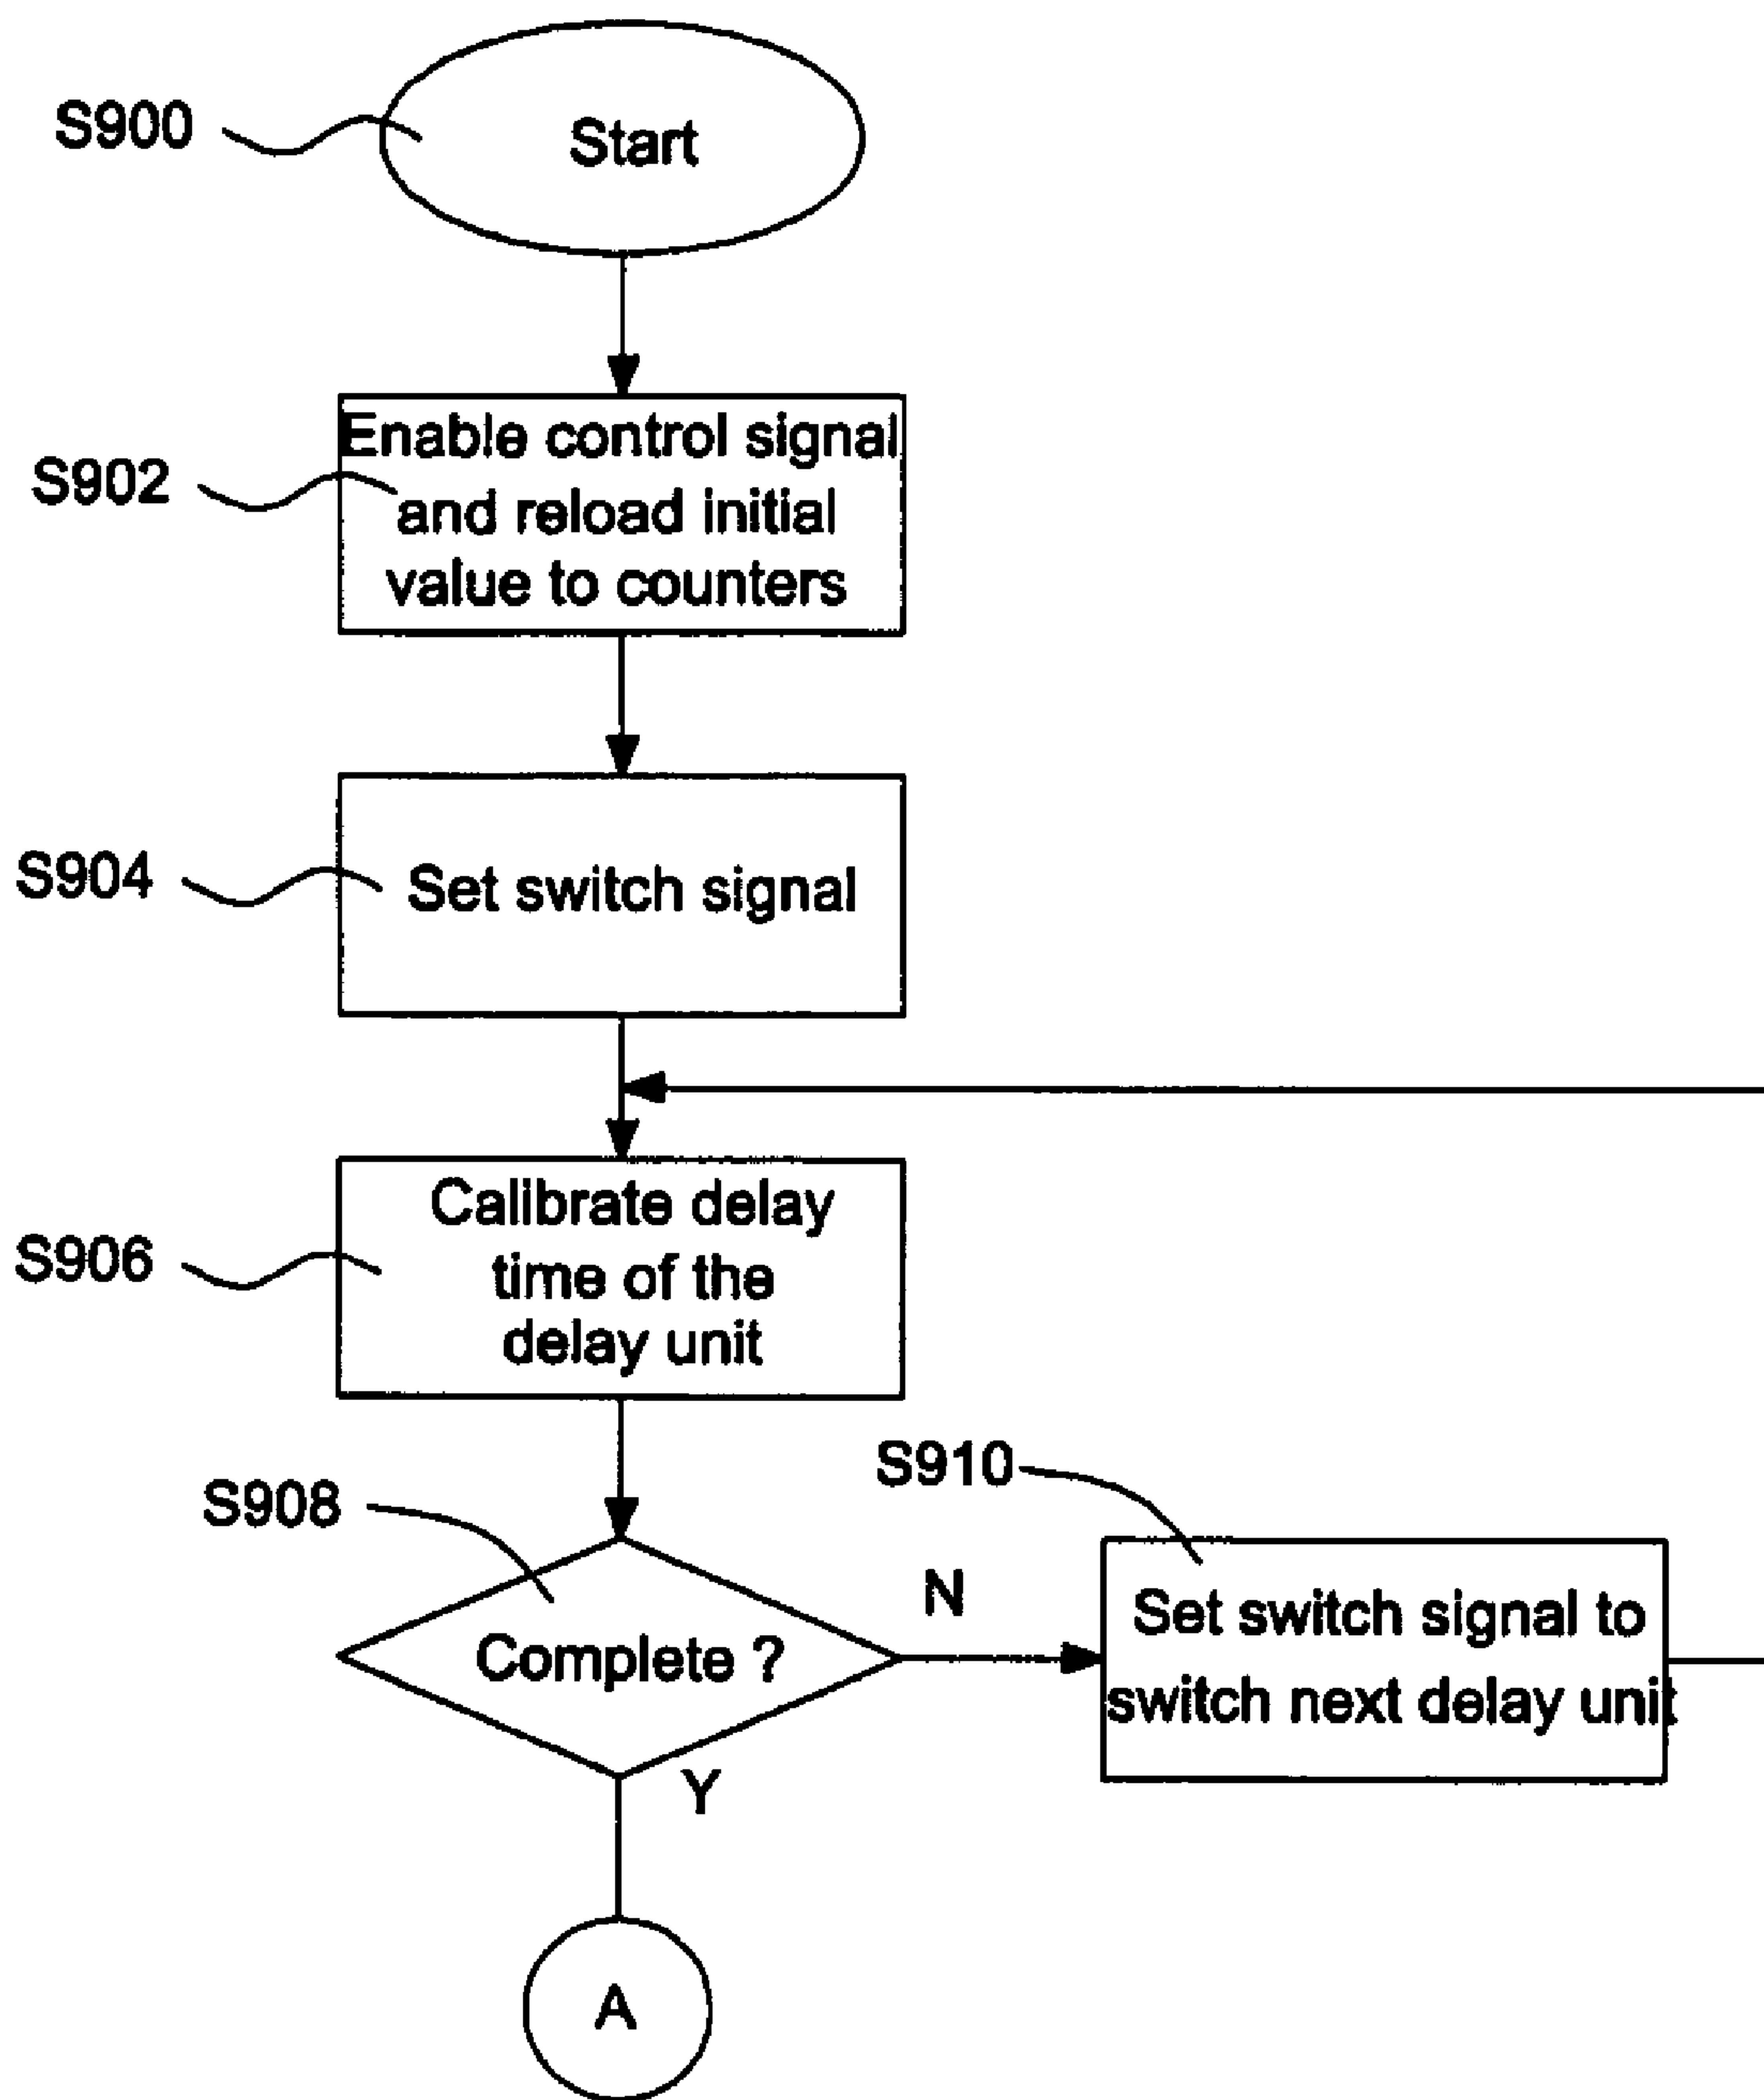 S900
Start
S902
Enable control signal
and reload initial
value to counters
S904
Set switch signal
S906
Calibrate delay
time of the
delay unit
S908
Complete ?
N
S910
Set switch signal to
switch next delay unit
Y
A